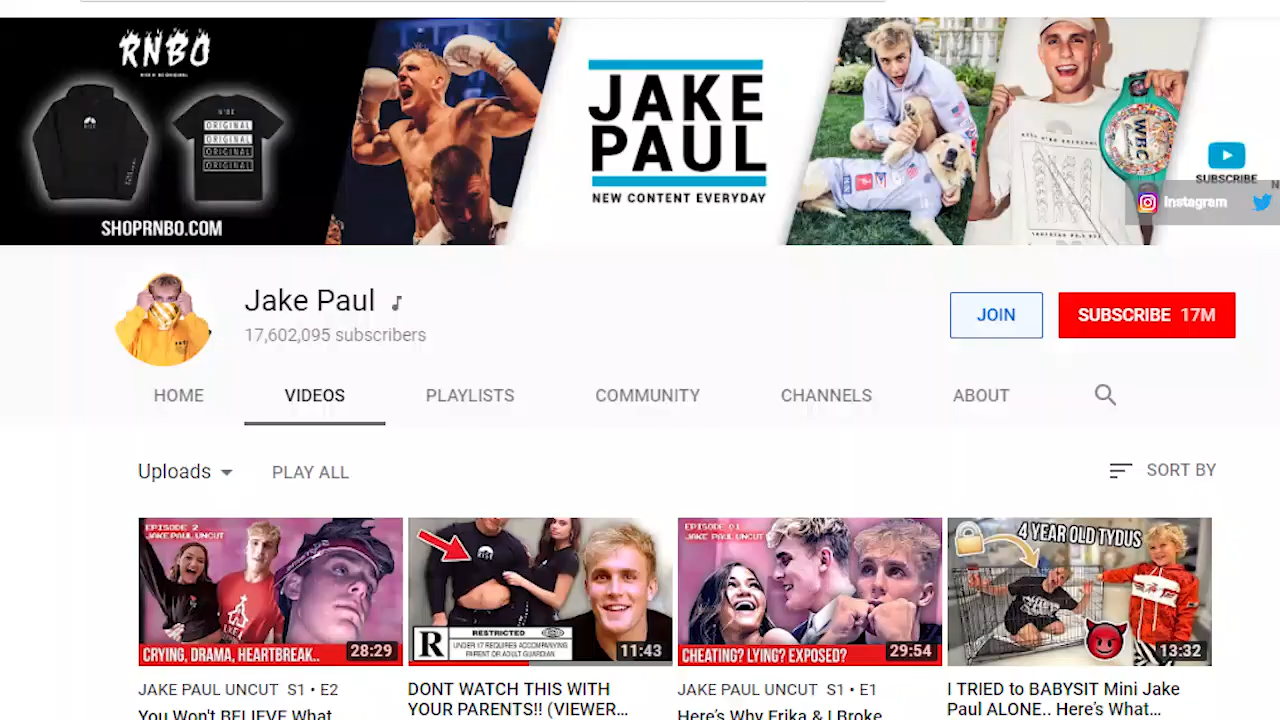 RNBO
ORIGINAL
ORIGINAL
ORIGINAL
ORIGINAL
SHOPRNBO.COM
JAKE
PAUL
NEW CONTENT EVERYDAY
WBC
SUBSCRIBE
Instagram
Jake Paul
17,602,095 subscribers
JOIN
SUBSCRIBE 17M
HOME VIDEOS PLAYLISTS COMMUNITY CHANNELS ABOUT
Uploads PLAY ALL SORT BY
EPISODE 2
JAKE PAUL UNCUT
CRYING, DRAMA, HEARTBREAK..
28:29
RISE
R
RESTRICTED
UNDER 17 REQUIRES ACCOMPANYING
PARENT OR ADULT GUARDIAN
11:43
EPISODE 01
JAKE PAUL UNCUT
CHEATING? LYING? EXPOSED?
29:54
4 YEAR OLD TYDUS
13:32
JAKE PAUL UNCUT S1 • E2
You Won't BELIEVE What
DONT WATCH THIS WITH
YOUR PARENTS!! (VIEWER...
JAKE PAUL UNCUT S1 • E1
Here's Why Erika & I Broke
I TRIED to BABYSIT Mini Jake
Paul ALONE.. Here's What...